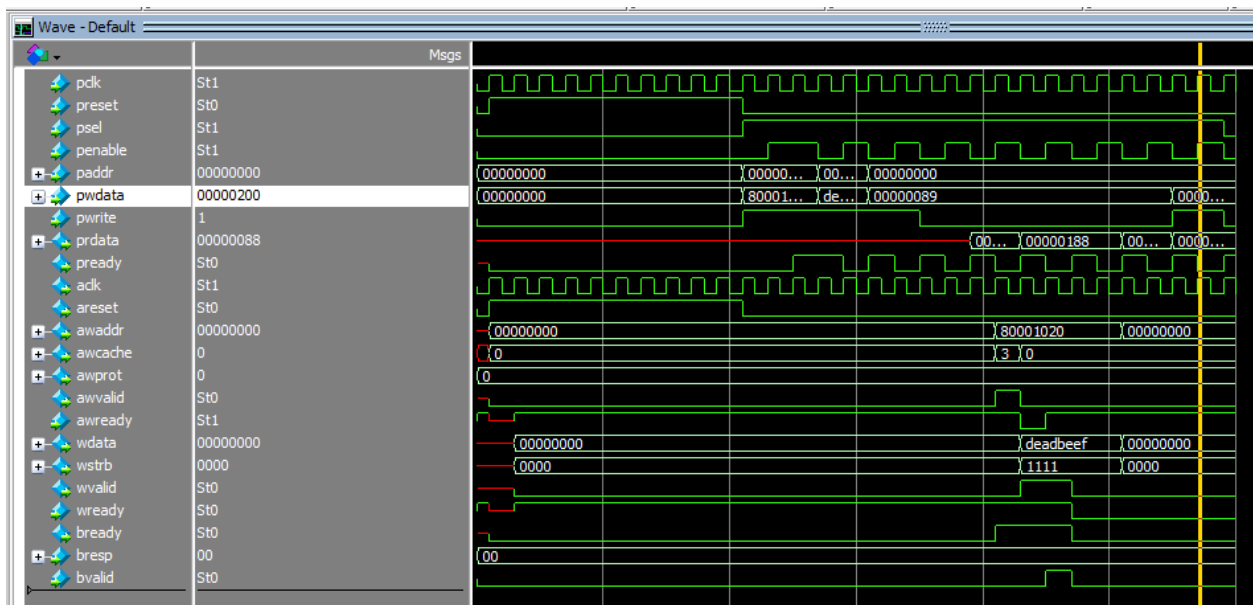 Wave - Default
Msgs
pclk St1
preset St0
psel St1
penable St1
paddr 00000000 00000000 00000... 00... 00000000
pwdata 00000200 00000000 80001... de... 00000089 0000...
pwrite 1
prdata 00000088 00... 00000188 00... 0000...
pready St0
aclk St1
areset St0
awaddr 00000000 00000000 80001020 00000000
awcache 0 0 3 0
awprot 0 0
awvalid St0
awready St1
wdata 00000000 00000000 deadbeef 00000000
wstrb 0000 0000 1111 0000
wvalid St0
wready St0
bready St0
bresp 00 00
bvalid St0